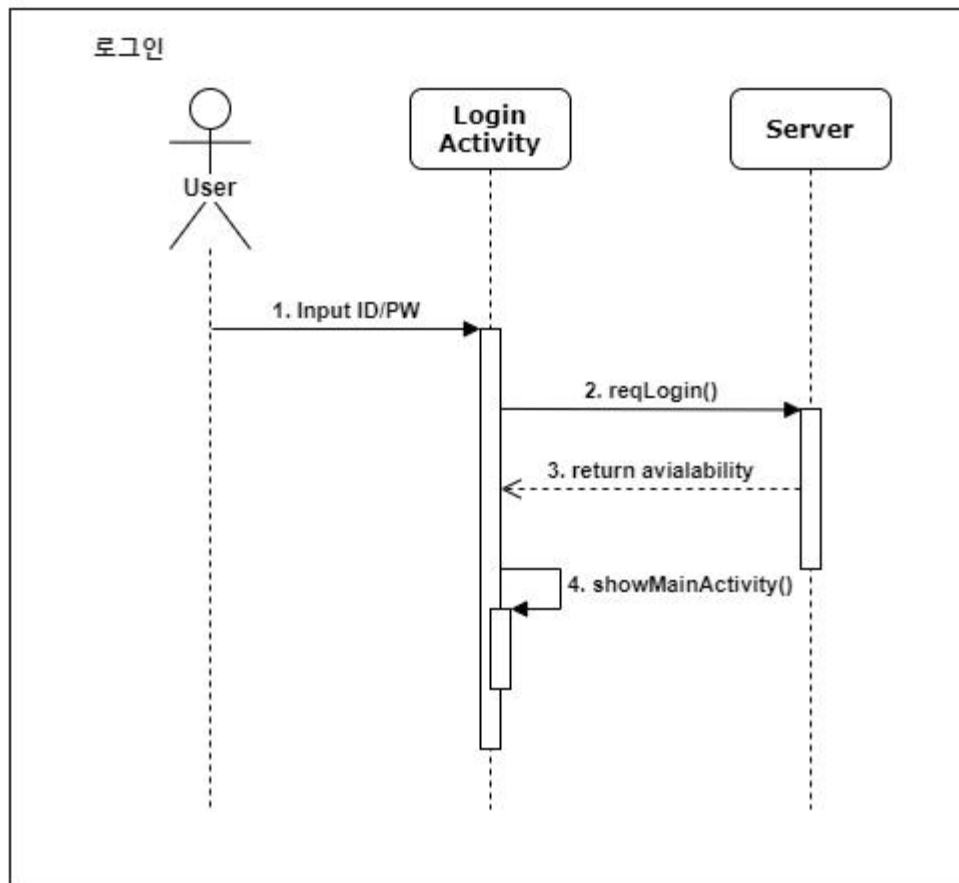 로그인
Login
Activity
Server
User
1. Input ID/PW
2. reqLogin()
3. return avialability
4. showMainActivity()